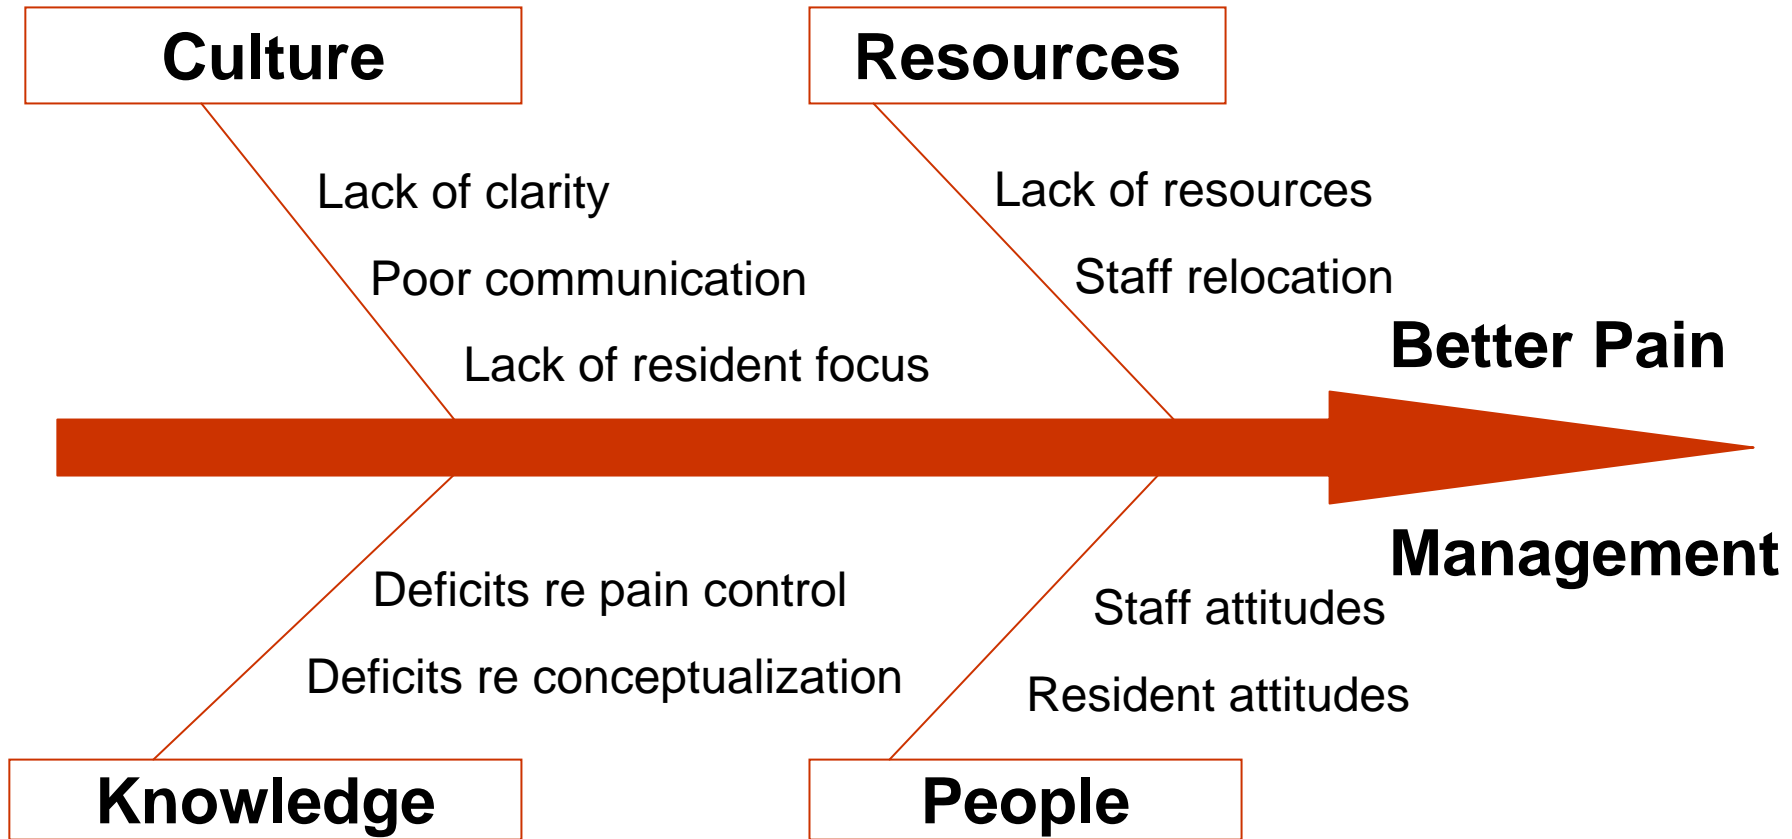 Culture
Resources
Lack of clarity
Lack of resources
Poor communication
Staff relocation
Lack of resident focus
Better Pain
Management
Deficits re pain control
Staff attitudes
Deficits re conceptualization
Resident attitudes
Knowledge
People